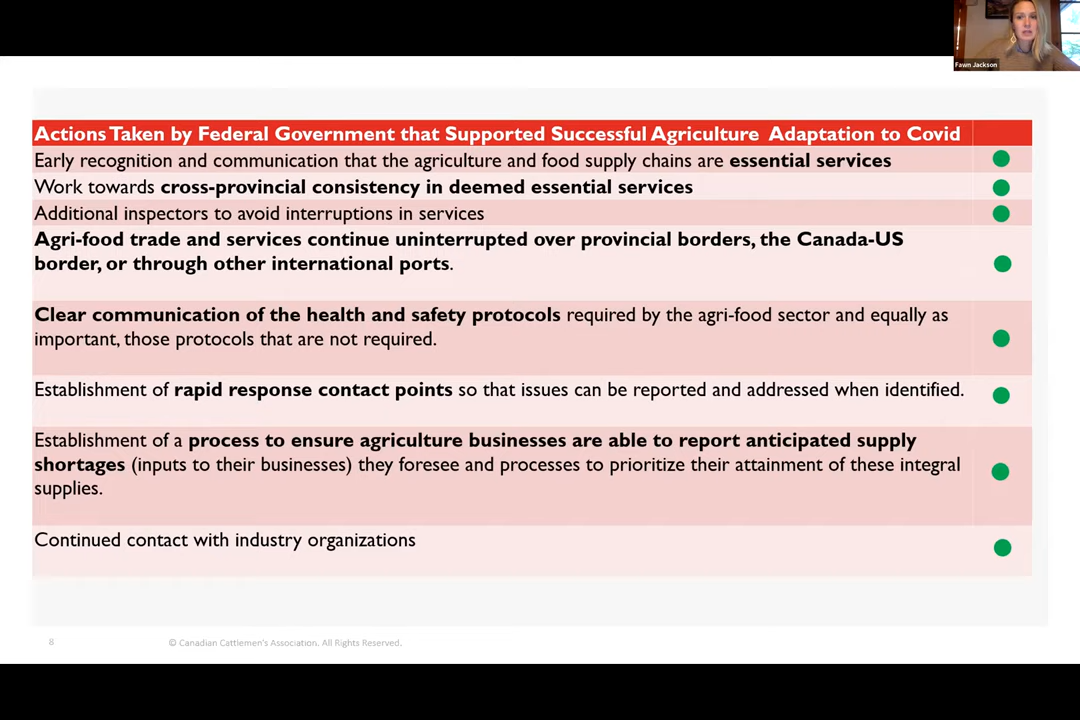 Fawn Jackson
Actions Taken by Federal Government that Supported Successful Agriculture Adaptation to Covid
Early recognition and communication that the agriculture and food supply chains are essential services
Work towards cross-provincial consistency in deemed essential services
Additional inspectors to avoid interruptions in services
Agri-food trade and services continue uninterrupted over provincial borders, the Canada-US
border, or through other international ports.
Clear communication of the health and safety protocols required by the agri-food sector and equally as
important, those protocols that are not required.
Establishment of rapid response contact points so that issues can be reported and addressed when identified.
Establishment of a process to ensure agriculture businesses are able to report anticipated supply
shortages (inputs to their businesses) they foresee and processes to prioritize their attainment of these integral
supplies.
Continued contact with industry organizations
8
© Canadian Cattlemen's Association. All Rights Reserved.